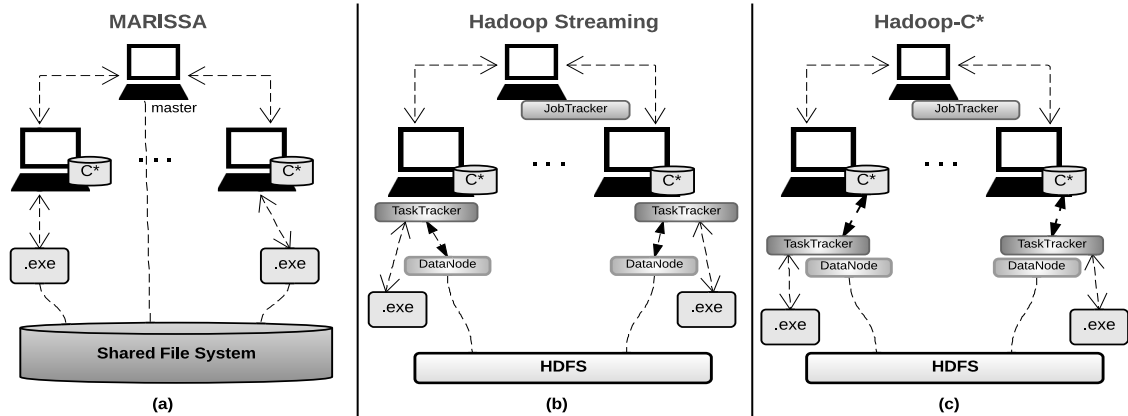 MARISSA
master
C*
...
C*
.exe
.exe
Shared File System
(a)
Hadoop Streaming
JobTracker
C*
...
C*
TaskTracker
TaskTracker
DataNode
DataNode
.exe
.exe
HDFS
(b)
Hadoop-C*
JobTracker
C*
...
C*
TaskTracker
TaskTracker
DataNode
DataNode
.exe
.exe
HDFS
(c)